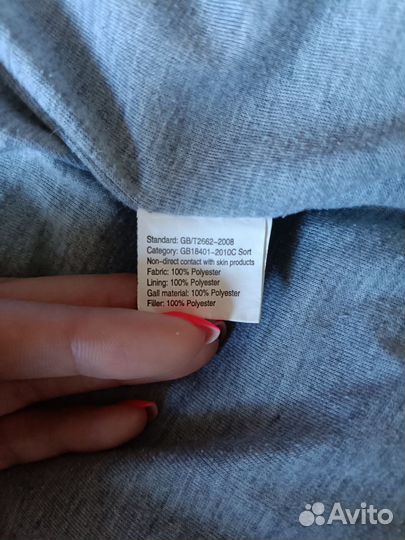 Standard: GB/T2662-2008
Category: GB18401-2010C Sort
Non-direct contact with skin products
Fabric: 100% Polyester
Lining: 100% Polyester
Gall material: 100% Polyester
Filler: 100% Polyester
Avito